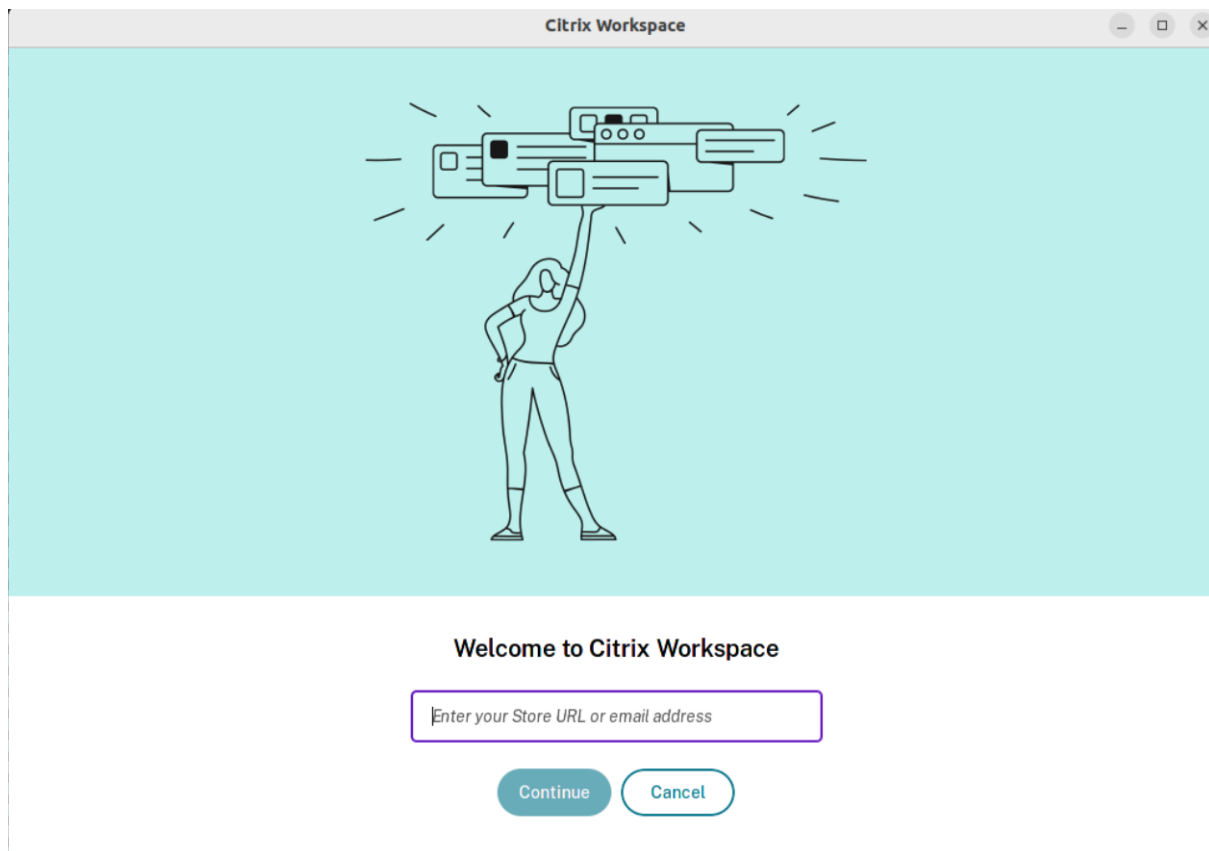 Citrix Workspace
Welcome to Citrix Workspace
Enter your Store URL or email address
Continue
Cancel